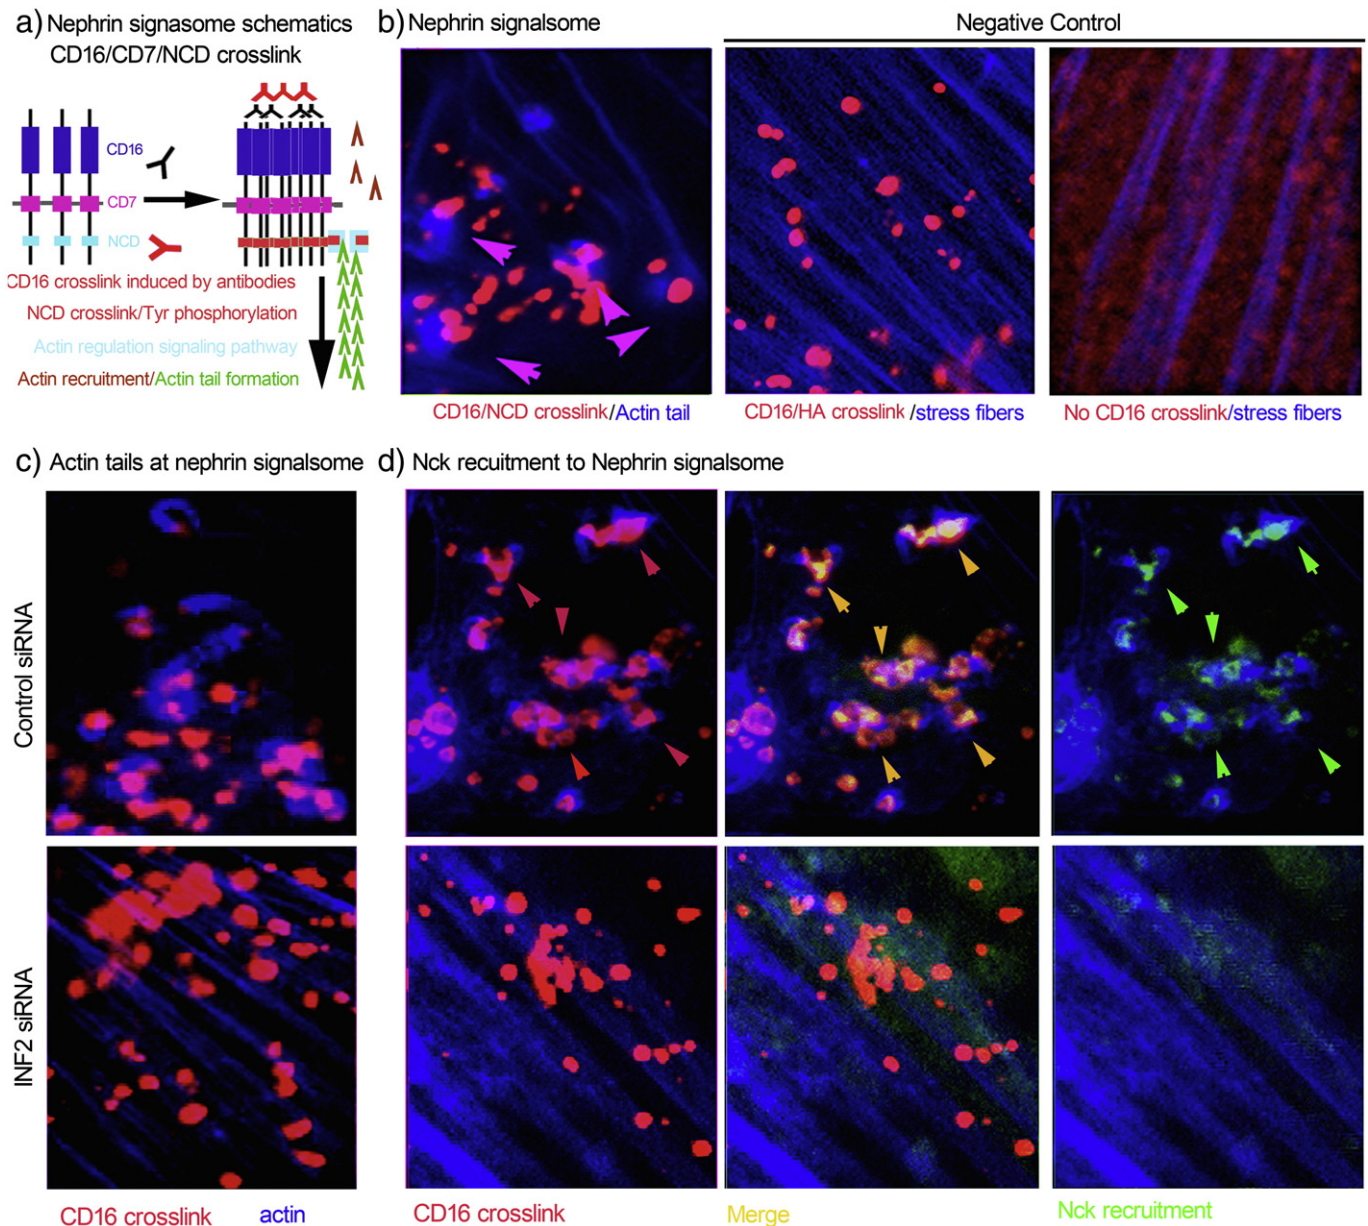 a) Nephrin signasome schematics
CD16/CD7/NCD crosslink
CD16
CD7
NCD
CD16 crosslink induced by antibodies
NCD crosslink/Tyr phosphorylation
Actin regulation signaling pathway
Actin recruitment/Actin tail formation
b) Nephrin signalsome
Negative Control
CD16/NCD crosslink/Actin tail
CD16/HA crosslink /stress fibers
No CD16 crosslink/stress fibers
c) Actin tails at nephrin signalsome
d) Nck recuitment to Nephrin signalsome
Control siRNA
INF2 siRNA
CD16 crosslink
actin
CD16 crosslink
Merge
Nck recruitment